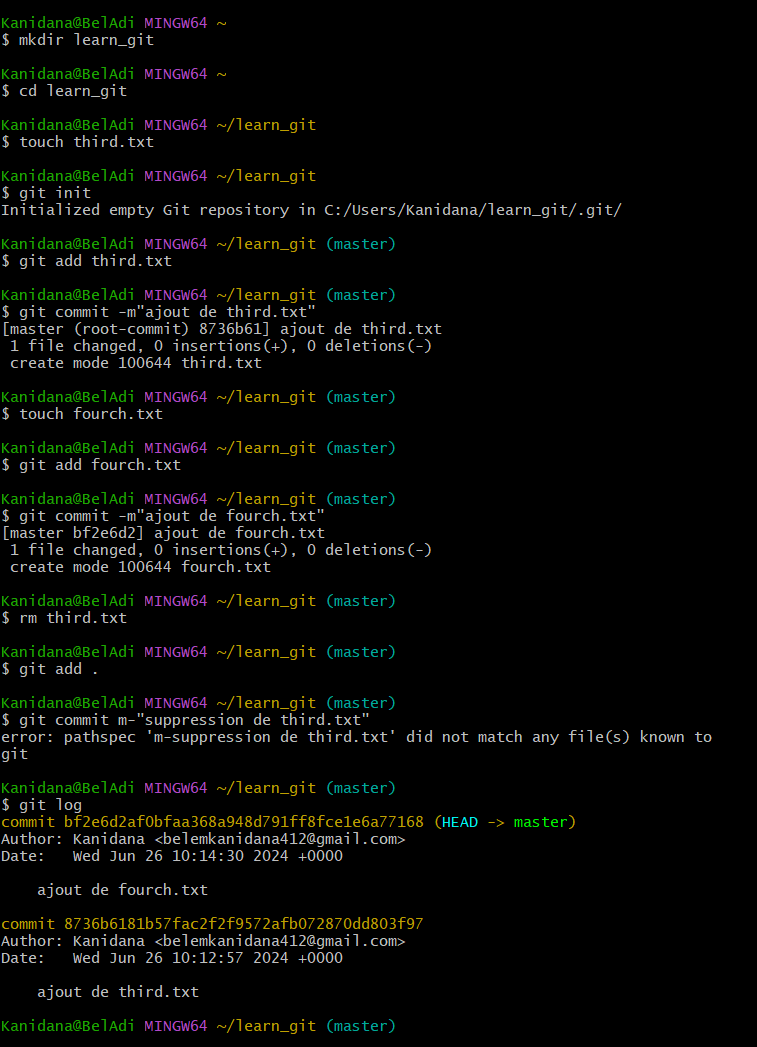 Kanidana@BelAdi MINGW64 ~
$ mkdir learn_git
Kanidana@BelAdi MINGW64 ~
$ cd learn_git
Kanidana@BelAdi MINGW64 ~/learn_git
$ touch third.txt
Kanidana@BelAdi MINGW64 ~/learn_git
$ git init
Initialized empty Git repository in C:/Users/Kanidana/learn_git/.git/
Kanidana@BelAdi MINGW64 ~/learn_git (master)
$ git add third.txt
Kanidana@BelAdi MINGW64 ~/learn_git (master)
$ git commit -m"ajout de third.txt"
[master (root-commit) 8736b61] ajout de third.txt
 1 file changed, 0 insertions(+), 0 deletions(-)
 create mode 100644 third.txt
Kanidana@BelAdi MINGW64 ~/learn_git (master)
$ touch fourch.txt
Kanidana@BelAdi MINGW64 ~/learn_git (master)
$ git add fourch.txt
Kanidana@BelAdi MINGW64 ~/learn_git (master)
$ git commit -m"ajout de fourch.txt"
[master bf2e6d2] ajout de fourch.txt
 1 file changed, 0 insertions(+), 0 deletions(-)
 create mode 100644 fourch.txt
Kanidana@BelAdi MINGW64 ~/learn_git (master)
$ rm third.txt
Kanidana@BelAdi MINGW64 ~/learn_git (master)
$ git add .
Kanidana@BelAdi MINGW64 ~/learn_git (master)
$ git commit m-"suppression de third.txt"
error: pathspec 'm-suppression de third.txt' did not match any file(s) known to
git
Kanidana@BelAdi MINGW64 ~/learn_git (master)
$ git log
commit bf2e6d2af0bfaa368a948d791ff8fce1e6a77168 (HEAD -> master)
Author: Kanidana <belemkanidana412@gmail.com>
Date:   Wed Jun 26 10:14:30 2024 +0000
    ajout de fourch.txt
commit 8736b6181b57fac2f2f9572afb072870dd803f97
Author: Kanidana <belemkanidana412@gmail.com>
Date:   Wed Jun 26 10:12:57 2024 +0000
    ajout de third.txt
Kanidana@BelAdi MINGW64 ~/learn_git (master)